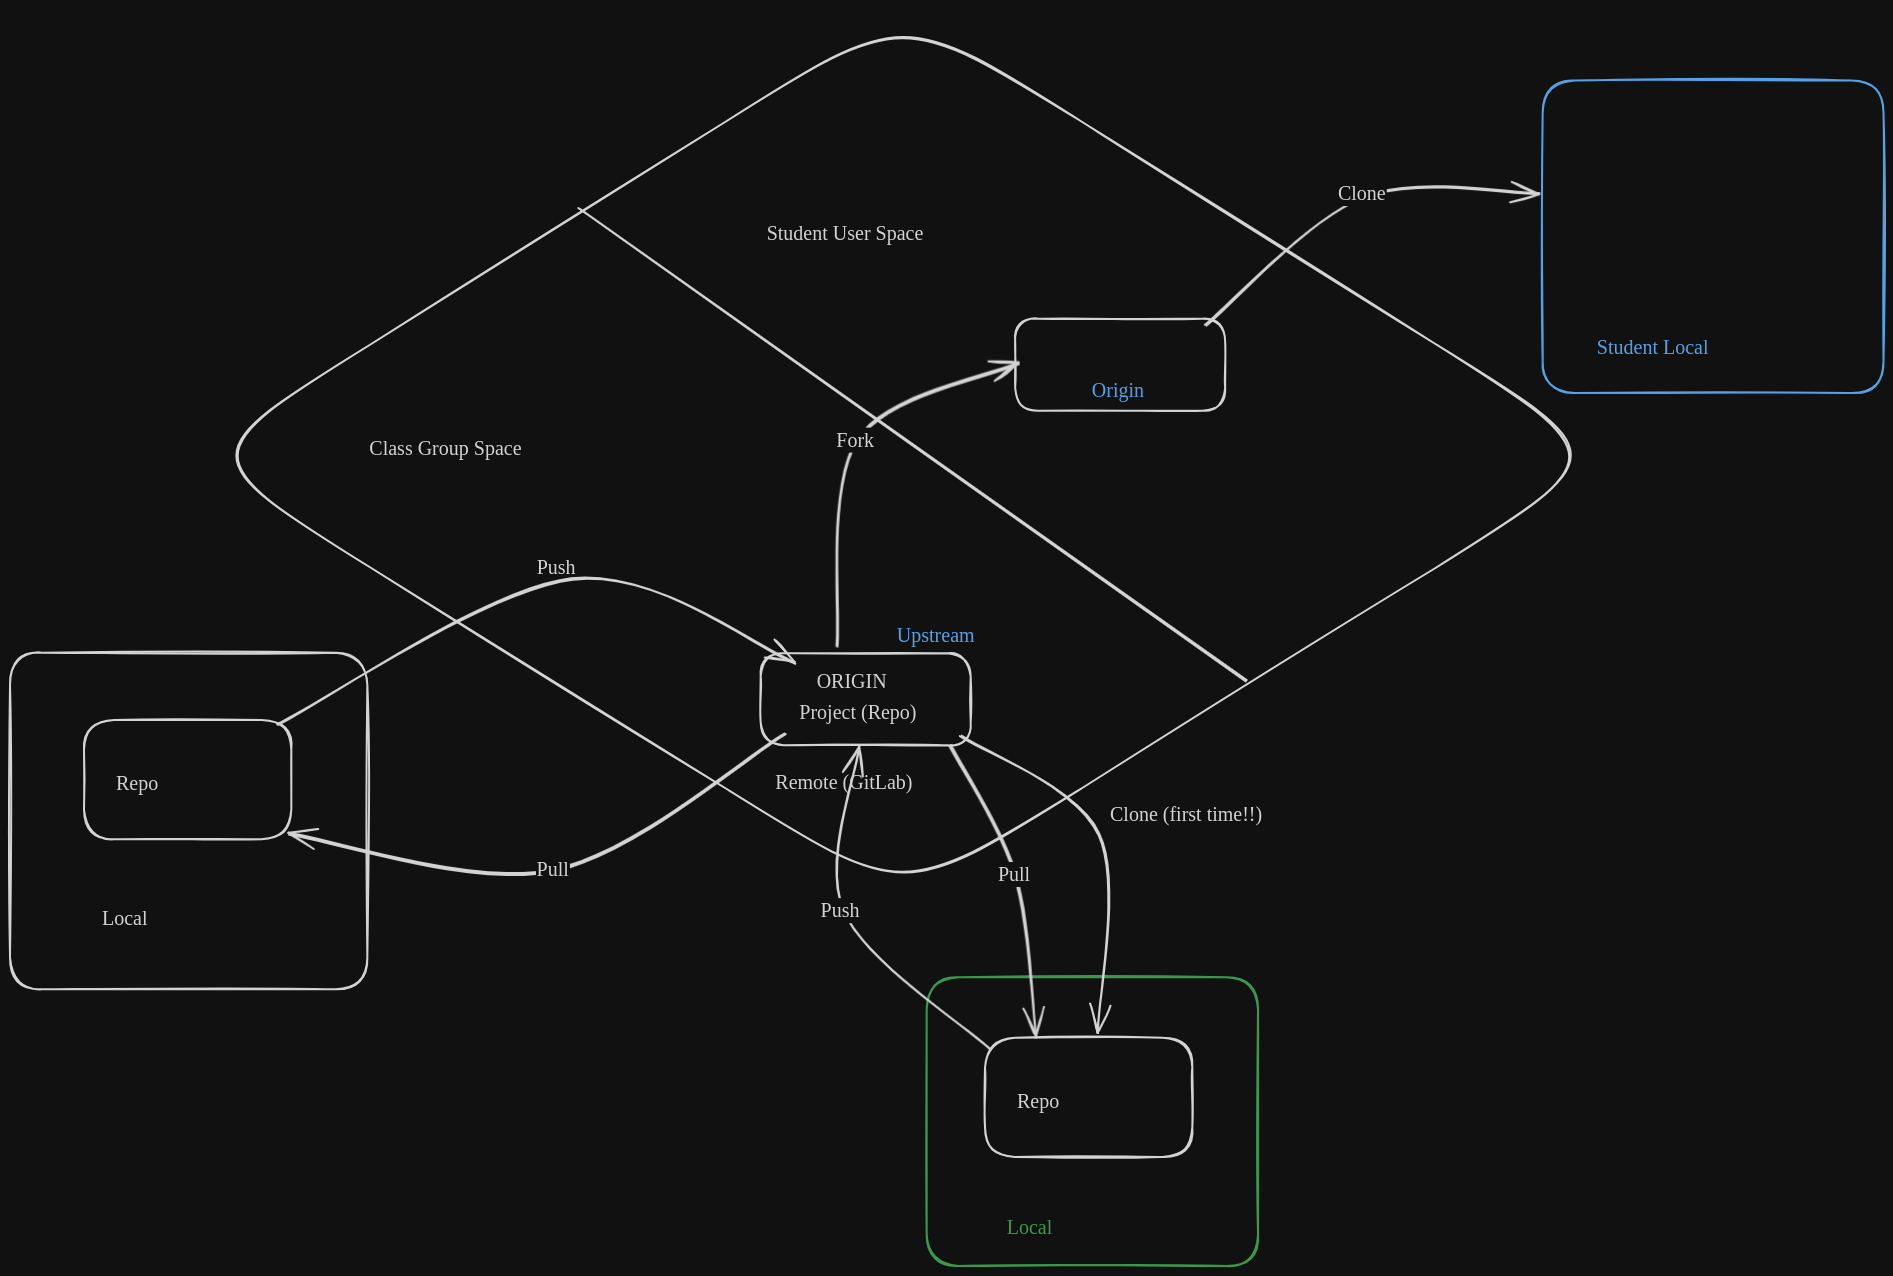 Clone
Student User Space
Student Local
Origin
Fork
Class Group Space
Push
Upstream
ORIGIN
Project (Repo)
Repo
Remote (GitLab)
Clone (first time!!)
Pull
Pull
Local
Push
Repo
Local